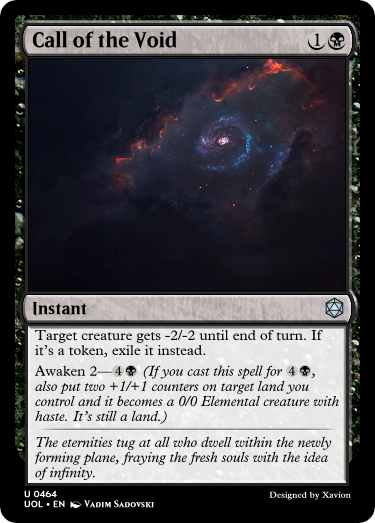 Call of the Void 1
Instant
Target creature gets -2/-2 until end of turn. If
it's a token, exile it instead.
Awaken 2—4 (If you cast this spell for 4 ,
also put two +1/+1 counters on target land you
control and it becomes a 0/0 Elemental creature with
haste. It's still a land.)
The eternities tug at all who dwell within the newly
forming plane, fraying the fresh souls with the idea
of infinity.
U 0464
UOL • EN Vadim Sadovski
Designed by Xavion